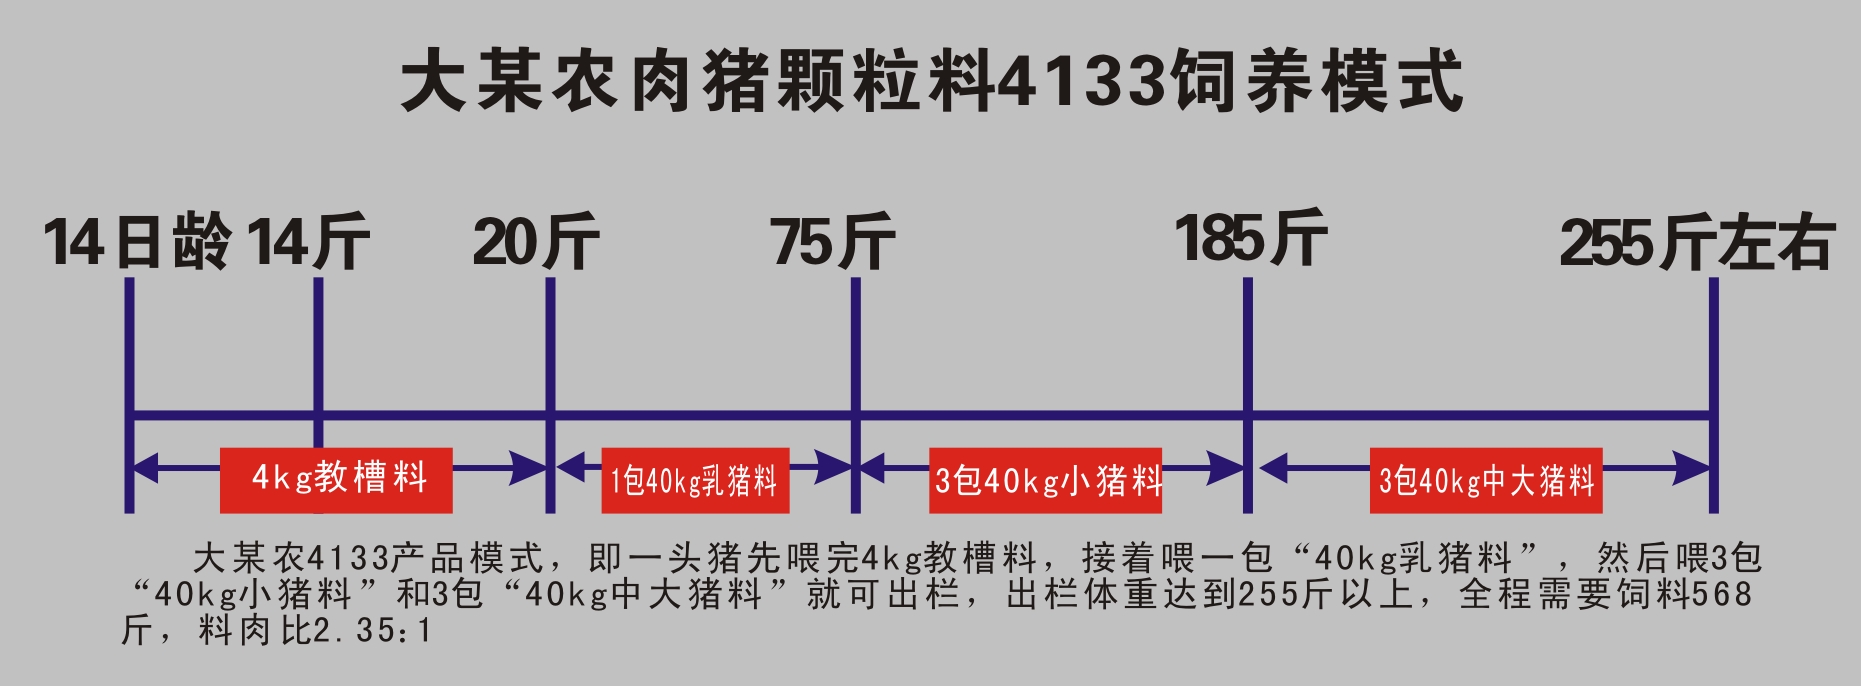 大某农肉猪颗粒料4133饲养模式
14日龄 14斤 20斤 75斤 185斤 255斤左右
4kg教槽料 1包40kg乳猪料 3包40kg小猪料 3包40kg中大猪料
大某农4133产品模式，即一头猪先喂完4kg教槽料，接着喂一包“40kg乳猪料”，然后喂3包
“40kg小猪料”和3包“40kg中大猪料”就可出栏，出栏体重达到255斤以上，全程需要饲料568
斤，料肉比2.35:1